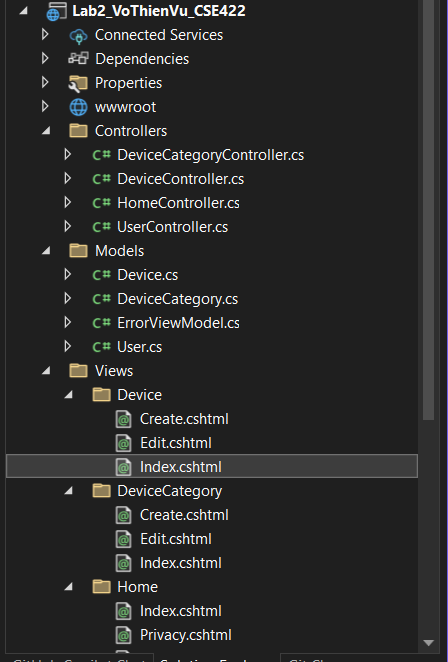 Lab2_VoThienVu_CSE422
Connected Services
Dependencies
Properties
wwwroot
Controllers
C# DeviceCategoryController.cs
C# DeviceController.cs
C# HomeController.cs
C# UserController.cs
Models
C# Device.cs
C# DeviceCategory.cs
C# ErrorViewModel.cs
C# User.cs
Views
Device
@ Create.cshtml
@ Edit.cshtml
@ Index.cshtml
DeviceCategory
@ Create.cshtml
@ Edit.cshtml
@ Index.cshtml
Home
@ Index.cshtml
@ Privacy.cshtml